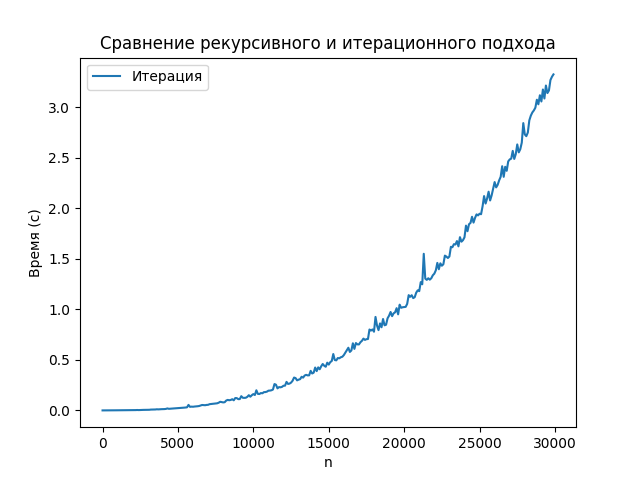 Сравнение рекурсивного и итерационного подхода
Итерация
Время (с)
3.0
2.5
2.0
1.5
1.0
0.5
0.0
0 5000 10000 15000 20000 25000 30000
n